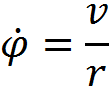 φ̇ = v/r